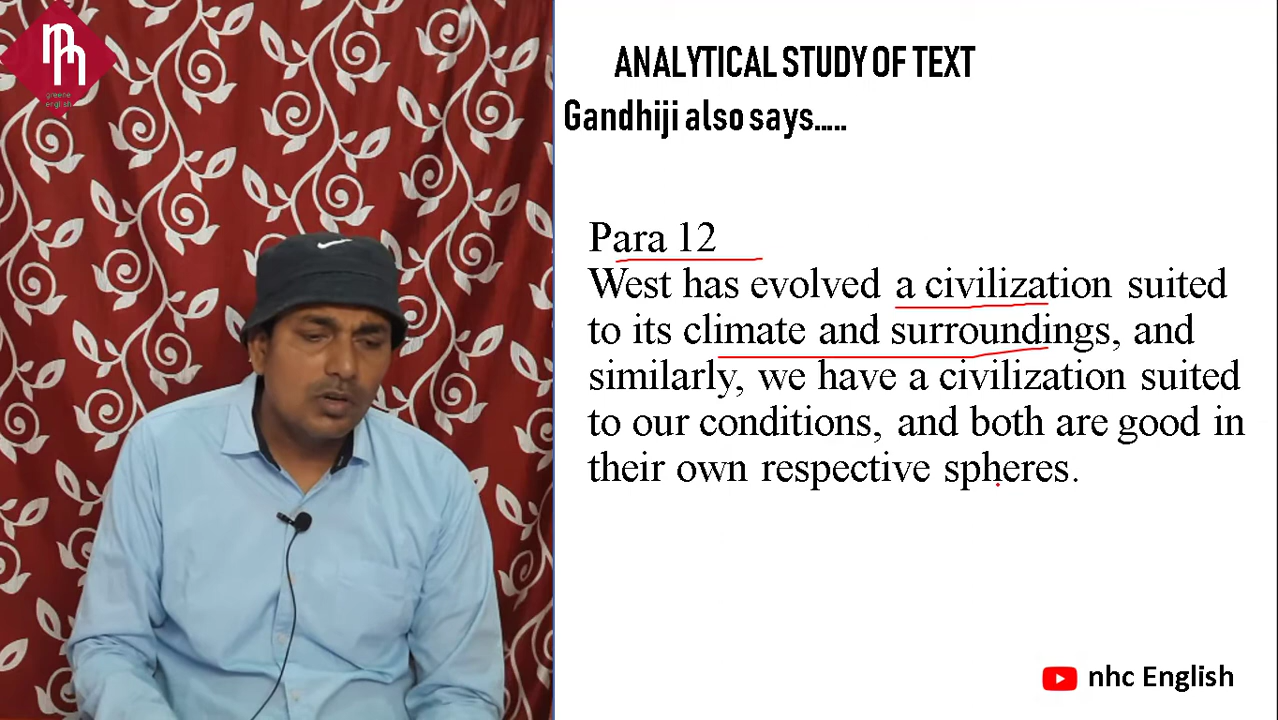 greene
english
ANALYTICAL STUDY OF TEXT
Gandhiji also says.....
Para 12
West has evolved a civilization suited
to its climate and surroundings, and
similarly, we have a civilization suited
to our conditions, and both are good in
their own respective spheres.
nhc English